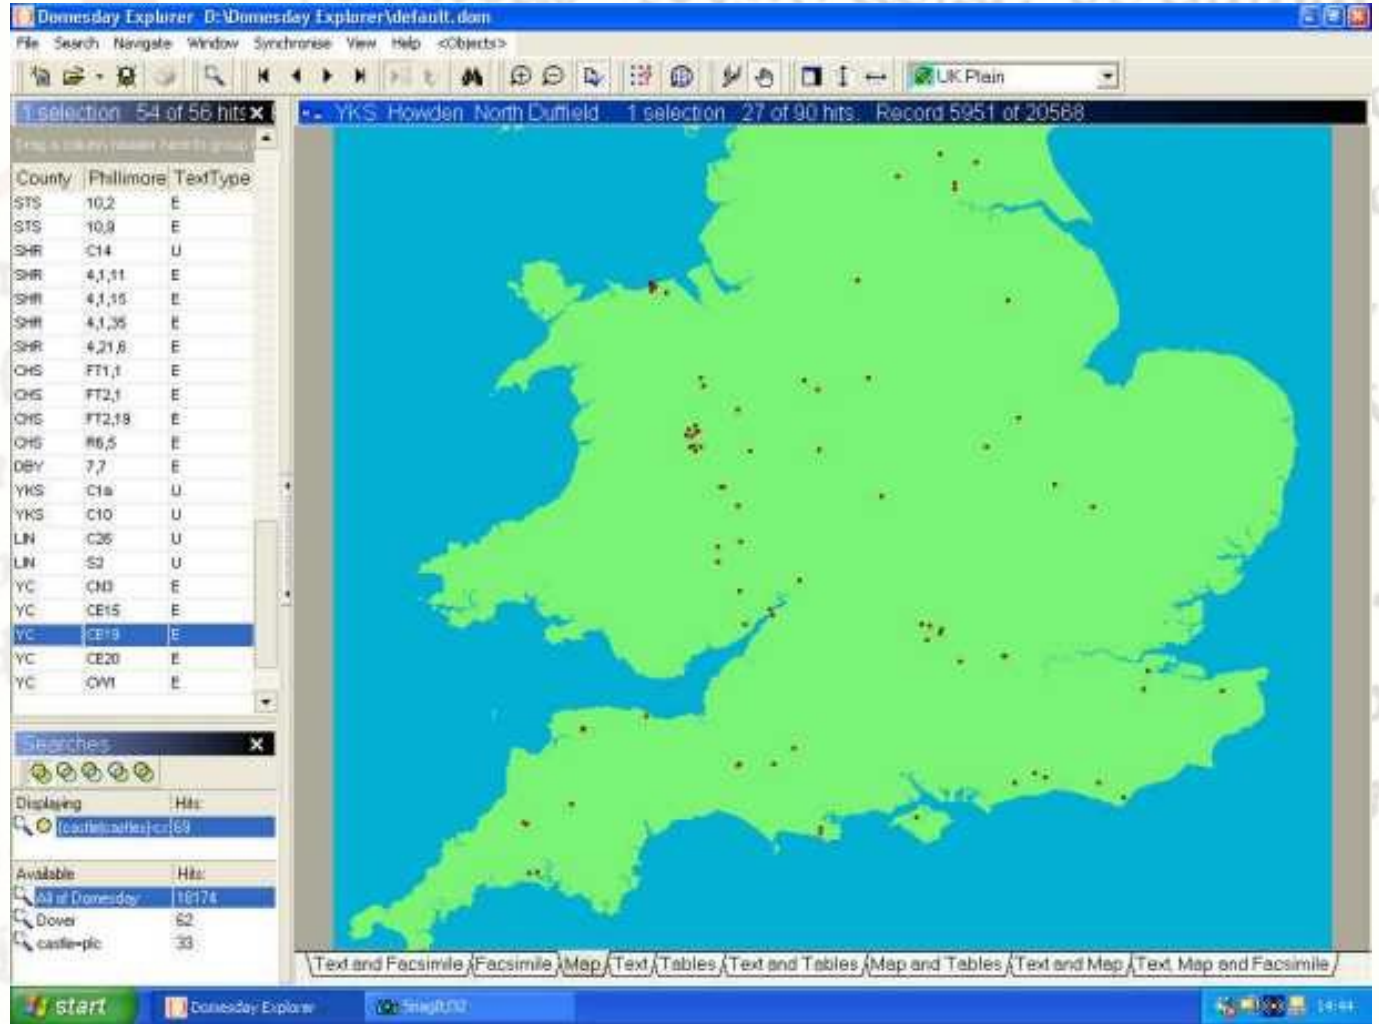 Domesday Explorer D:\Domesday Explorer\default.dom
File Search Navigate Window Synchronise View Help <Objects>
UK Plain
1 selection 54 of 56 hits
YKS Howden North Duffield 1 selection 27 of 90 hits Record 5951 of 20568
County Phillimore TextType
STS 10,2 E
STS 10,9 E
SHR C14 U
SHR 4,1,11 E
SHR 4,1,15 E
SHR 4,1,35 E
SHR 4,21,6 E
CHS FT1,1 E
CHS FT2,1 E
CHS FT2,19 E
CHS R6,5 E
DBY 7,7 E
YKS C1a U
YKS C10 U
LIN C26 U
LIN S2 U
YC CN3 E
YC CE15 E
YC CE19 E
YC CE20 E
YC CW1 E
Searches
Displaying Hits:
69
Available Hits:
All of Domesday 18174
Dover 62
castle=plc 33
Text and Facsimile Facsimile Map Text Tables Text and Tables Map and Tables Text and Map Text, Map and Facsimile
start Domesday Explorer SnagIt/32 14:44